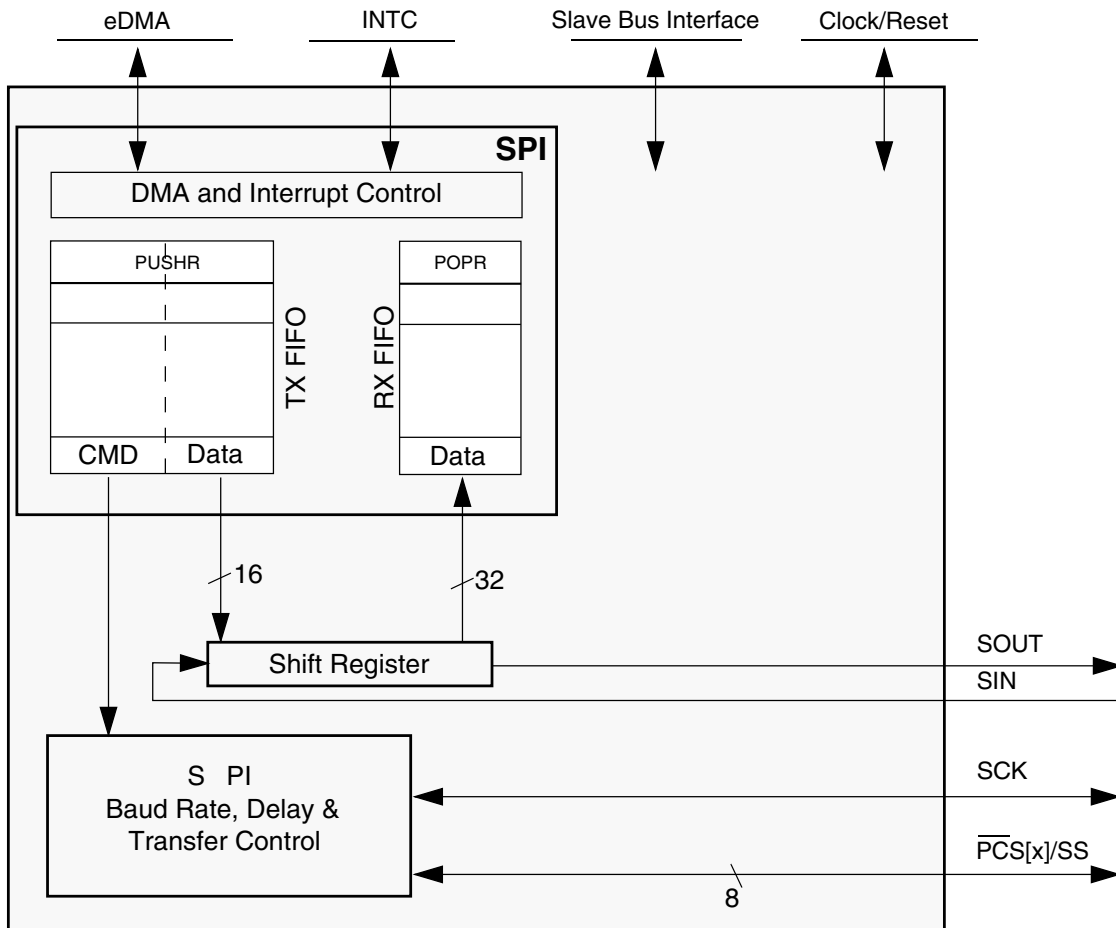 eDMA
INTC
Slave Bus Interface
Clock/Reset
SPI
DMA and Interrupt Control
PUSHR
POPR
TX FIFO
RX FIFO
CMD
Data
Data
16
32
Shift Register
SOUT
SIN
S PI
Baud Rate, Delay &
Transfer Control
SCK
PCS[x]/SS
8